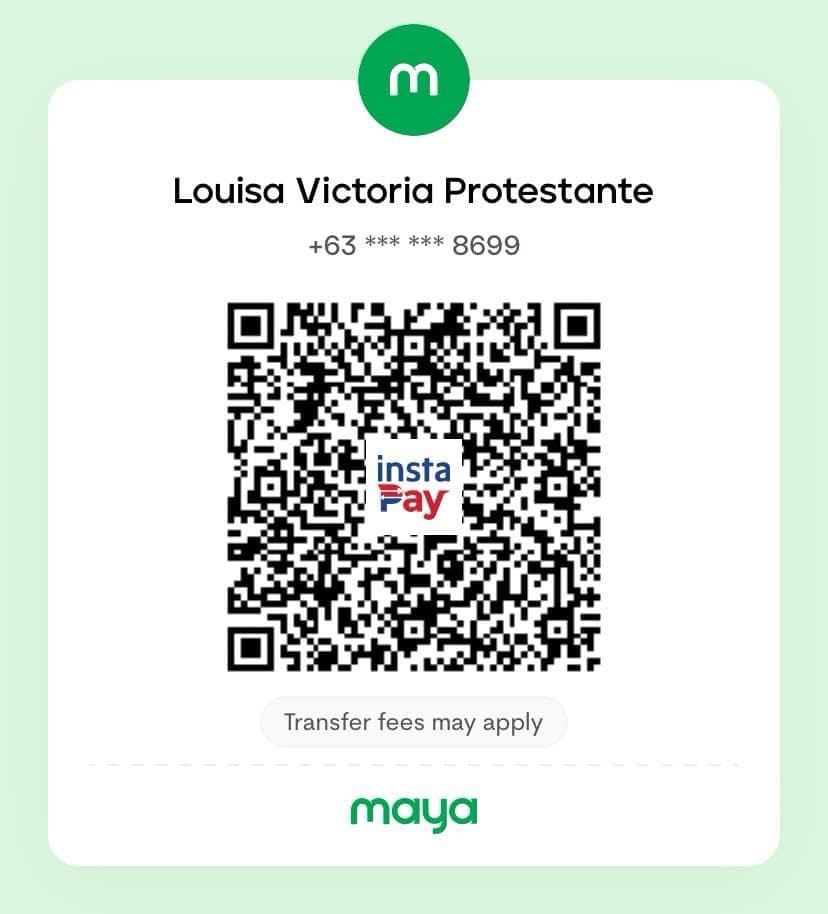 m
Louisa Victoria Protestante
+63 *** *** 8699
insta
Pay
Transfer fees may apply
maya